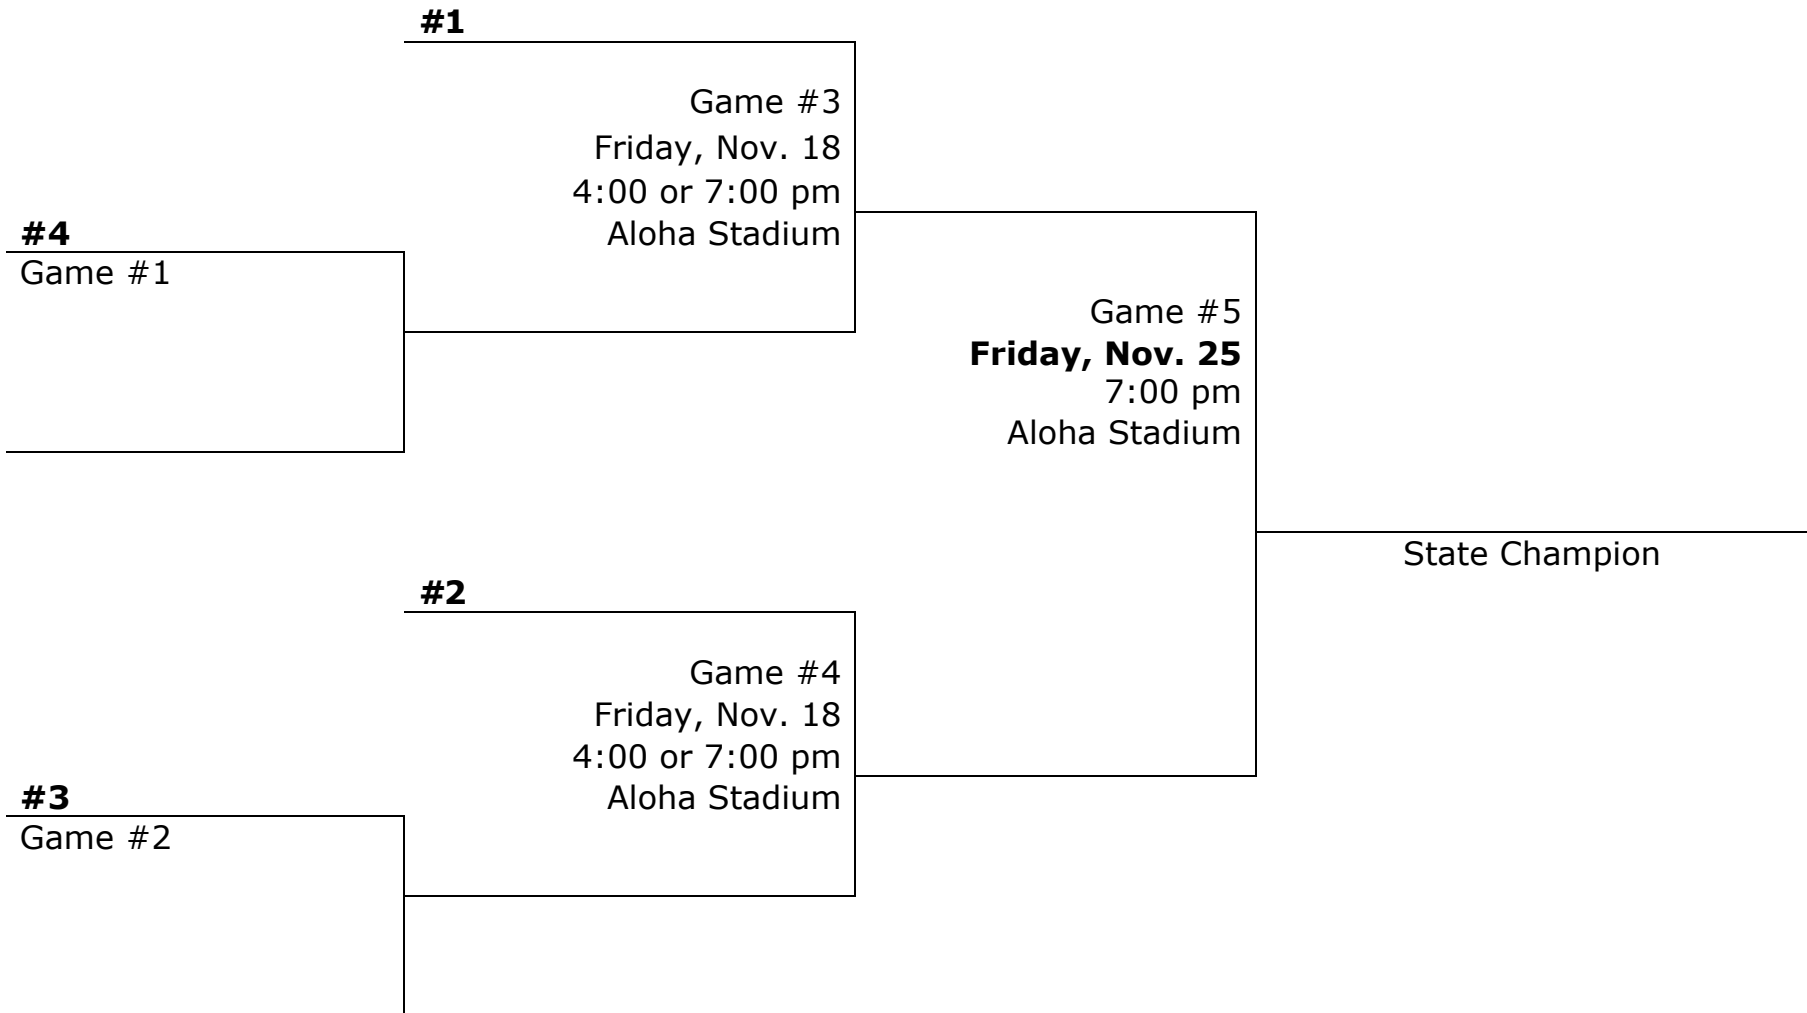 #1
Game #3
Friday, Nov. 18
4:00 or 7:00 pm
Aloha Stadium
#4
Game #1
Game #5
Friday, Nov. 25
7:00 pm
Aloha Stadium
State Champion
#2
Game #4
Friday, Nov. 18
4:00 or 7:00 pm
Aloha Stadium
#3
Game #2